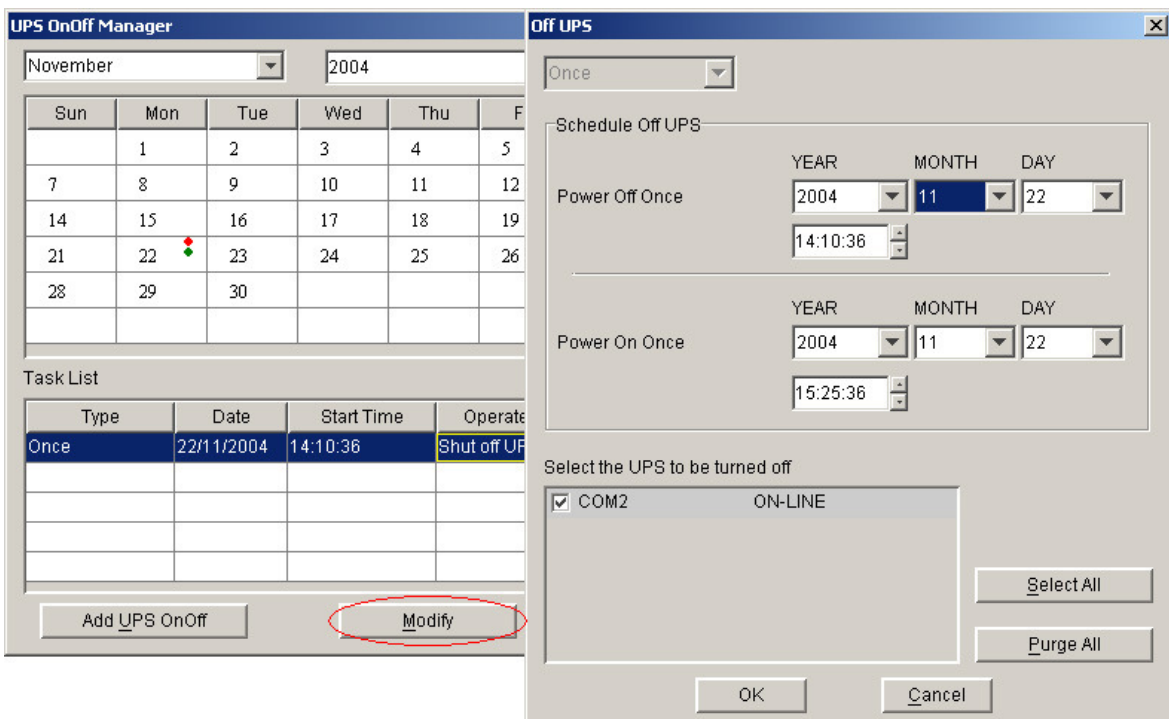 UPS OnOff Manager
November
2004
Sun Mon Tue Wed Thu F
1 2 3 4 5
7 8 9 10 11 12
14 15 16 17 18 19
21 22 23 24 25 26
28 29 30
Task List
Type Date Start Time Operate
Once 22/11/2004 14:10:36 Shut off UP
Add UPS OnOff
Modify
Off UPS
Once
Schedule Off UPS
YEAR MONTH DAY
Power Off Once 2004 11 22
14:10:36
YEAR MONTH DAY
Power On Once 2004 11 22
15:25:36
Select the UPS to be turned off
COM2 ON-LINE
Select All
Purge All
OK Cancel